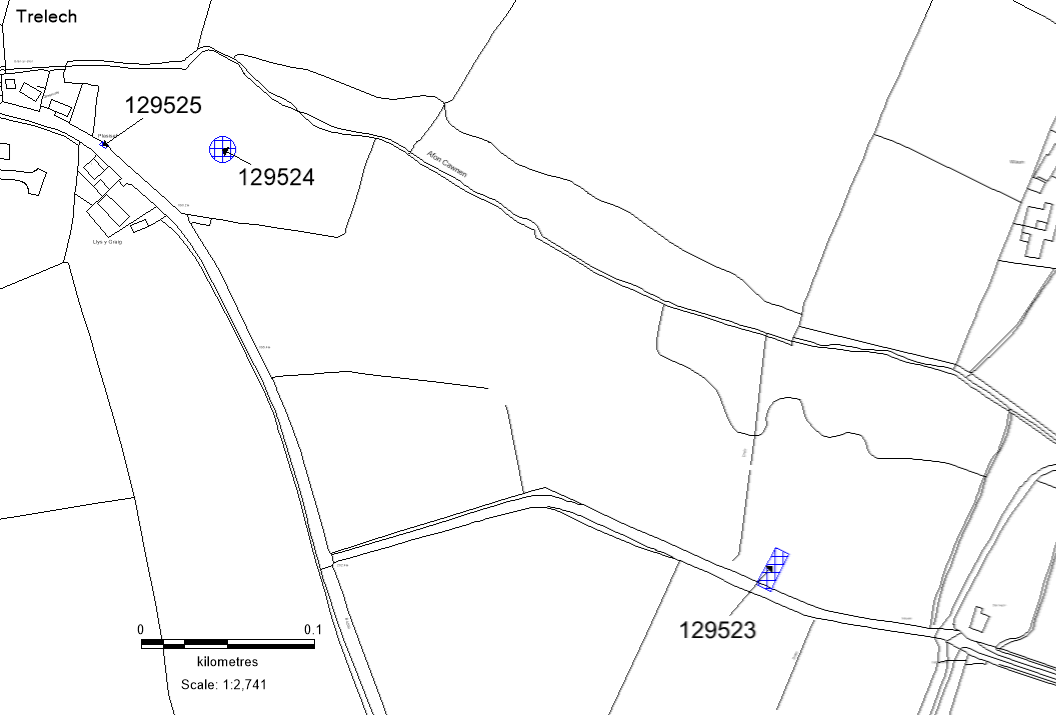 Trelech
129525
129524
Afon Cawnen
Llys y Graig
129523
0 0.1
kilometres
Scale: 1:2,741